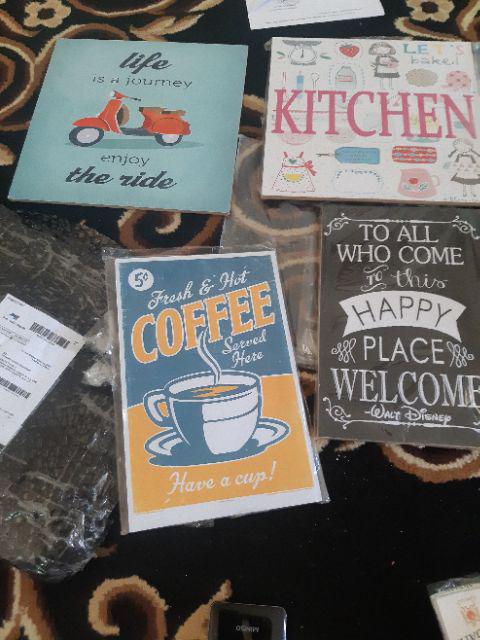 life
is a journey
enjoy
the ride
LET'S
bake!
KITCHEN
5¢
Fresh & Hot
COFFEE
Served
Here
Have a cup!
TO ALL
WHO COME
To this
HAPPY
PLACE
WELCOME
-WALT DISNEY